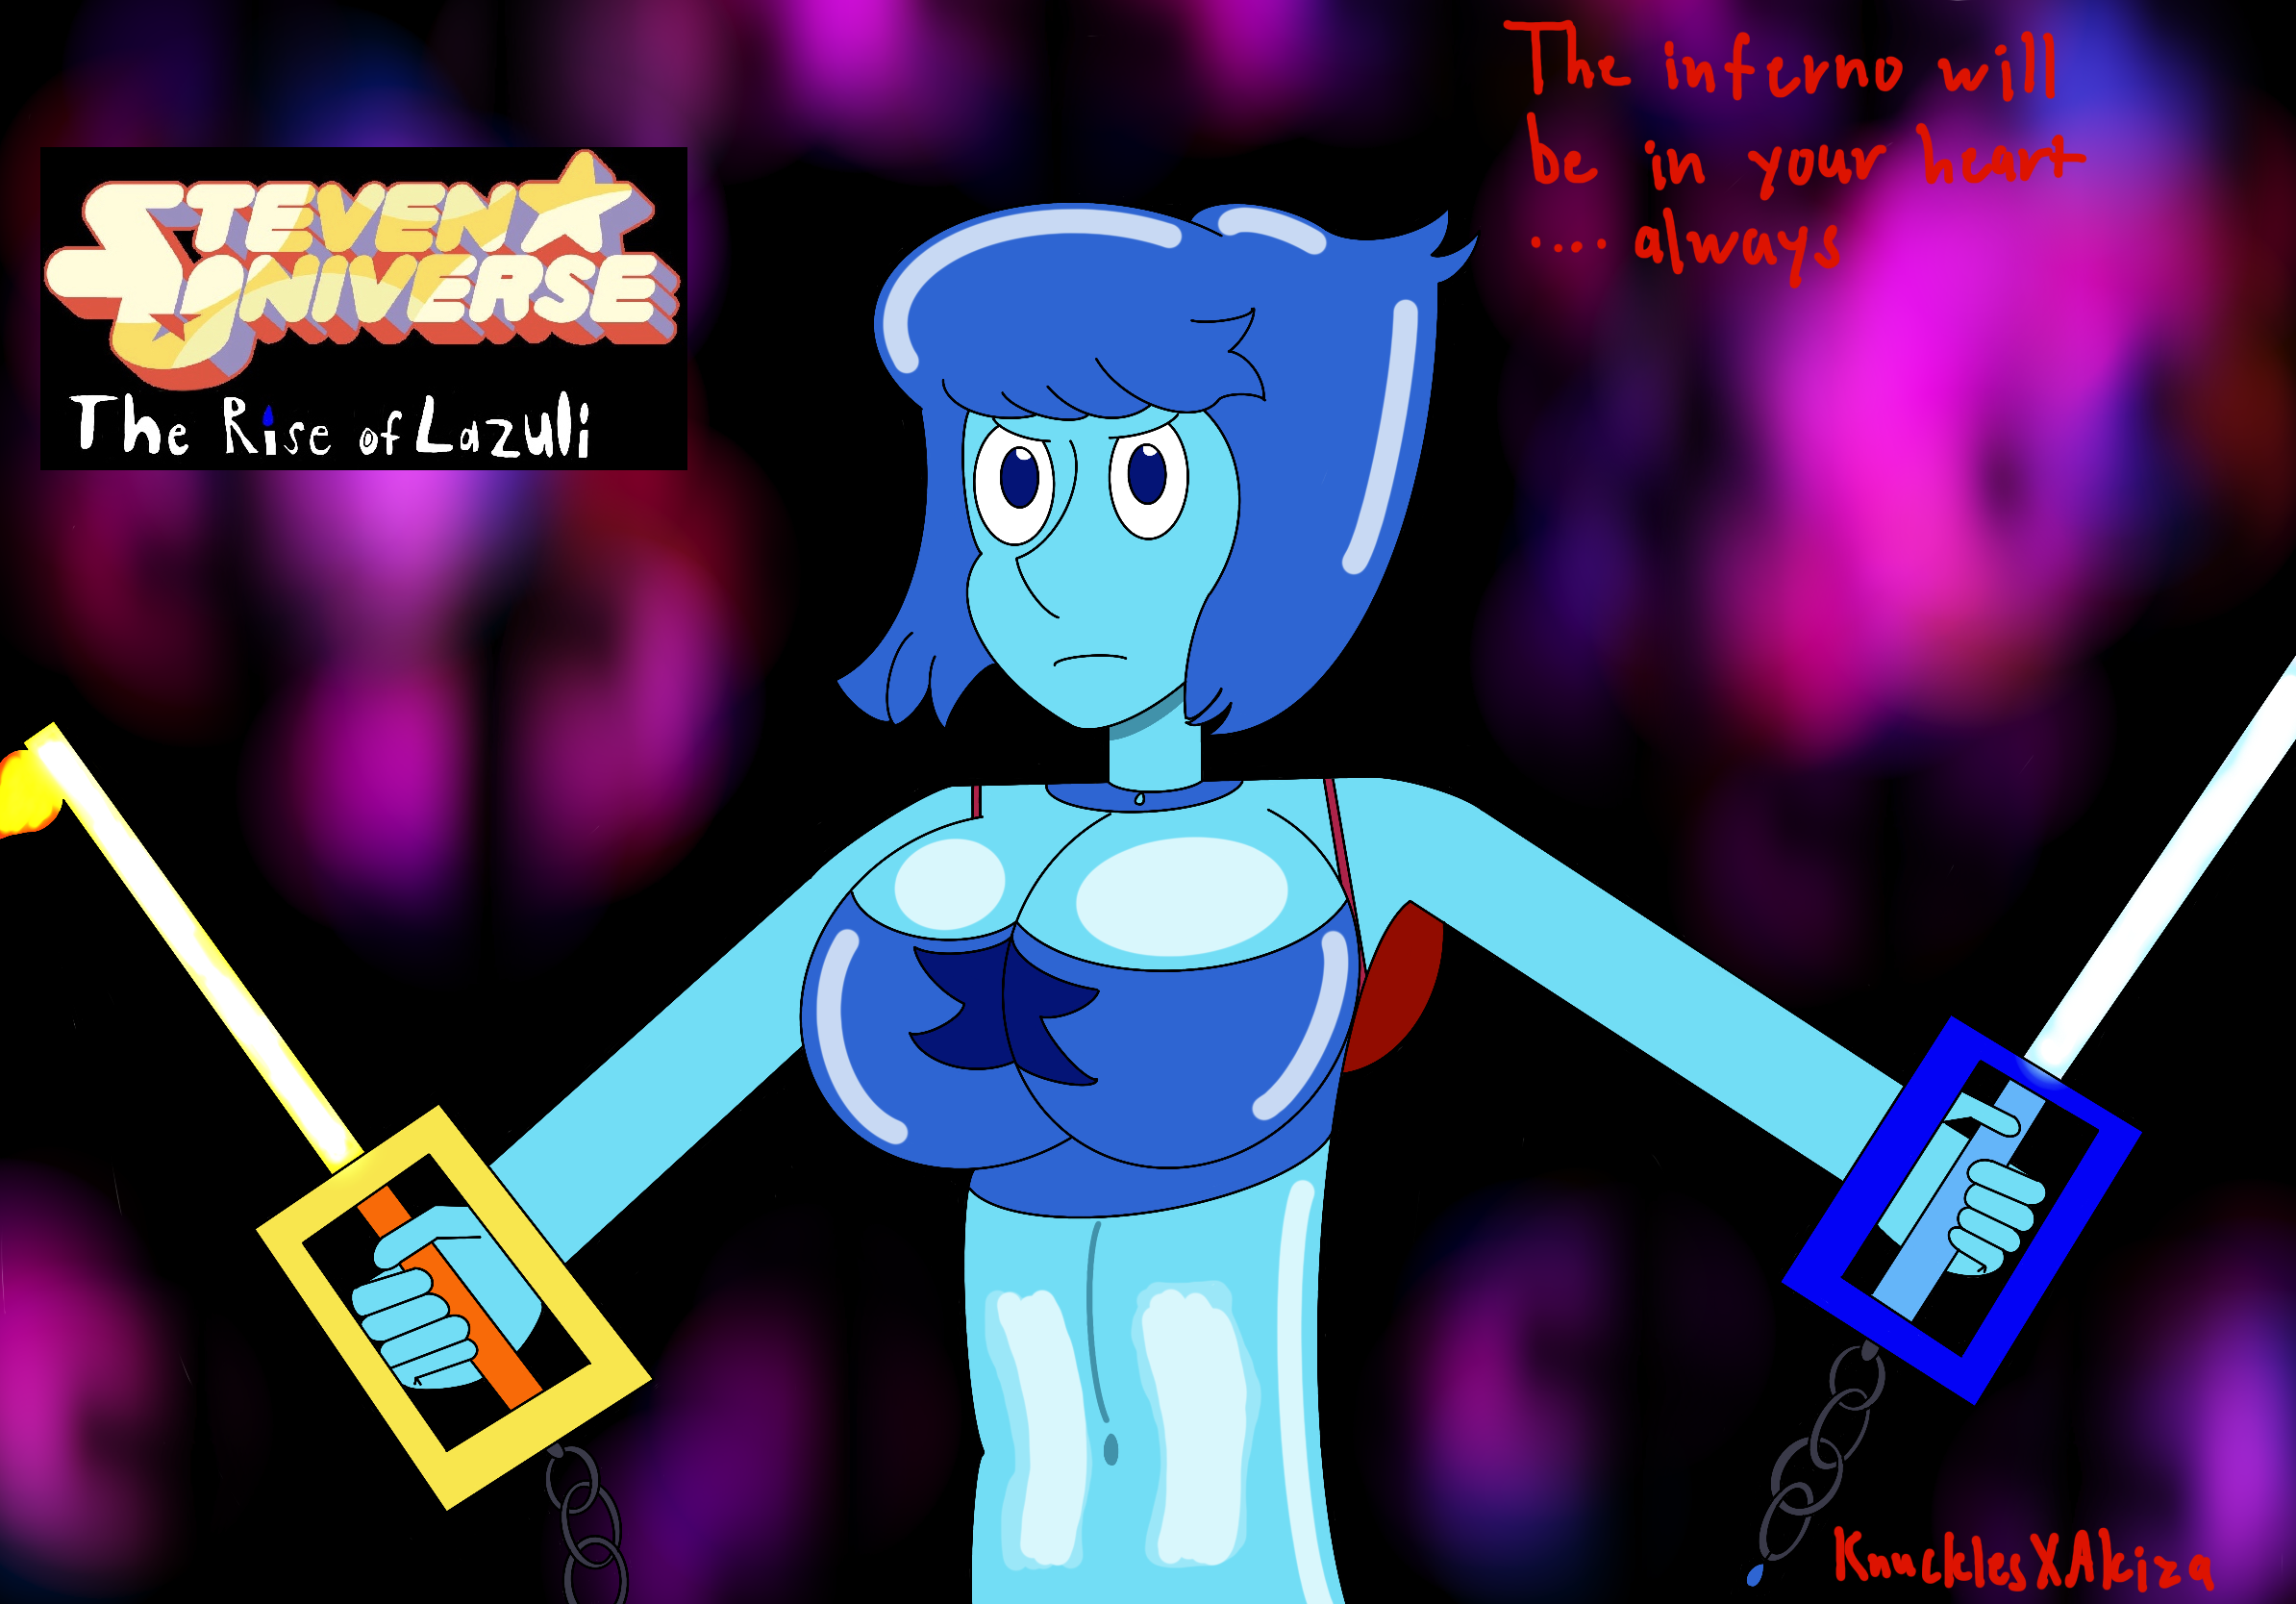 STEVEN
UNIVERSE
The Rise of Lazuli
The inferno will
be in your heart
.... always
KnucklesXAkiza